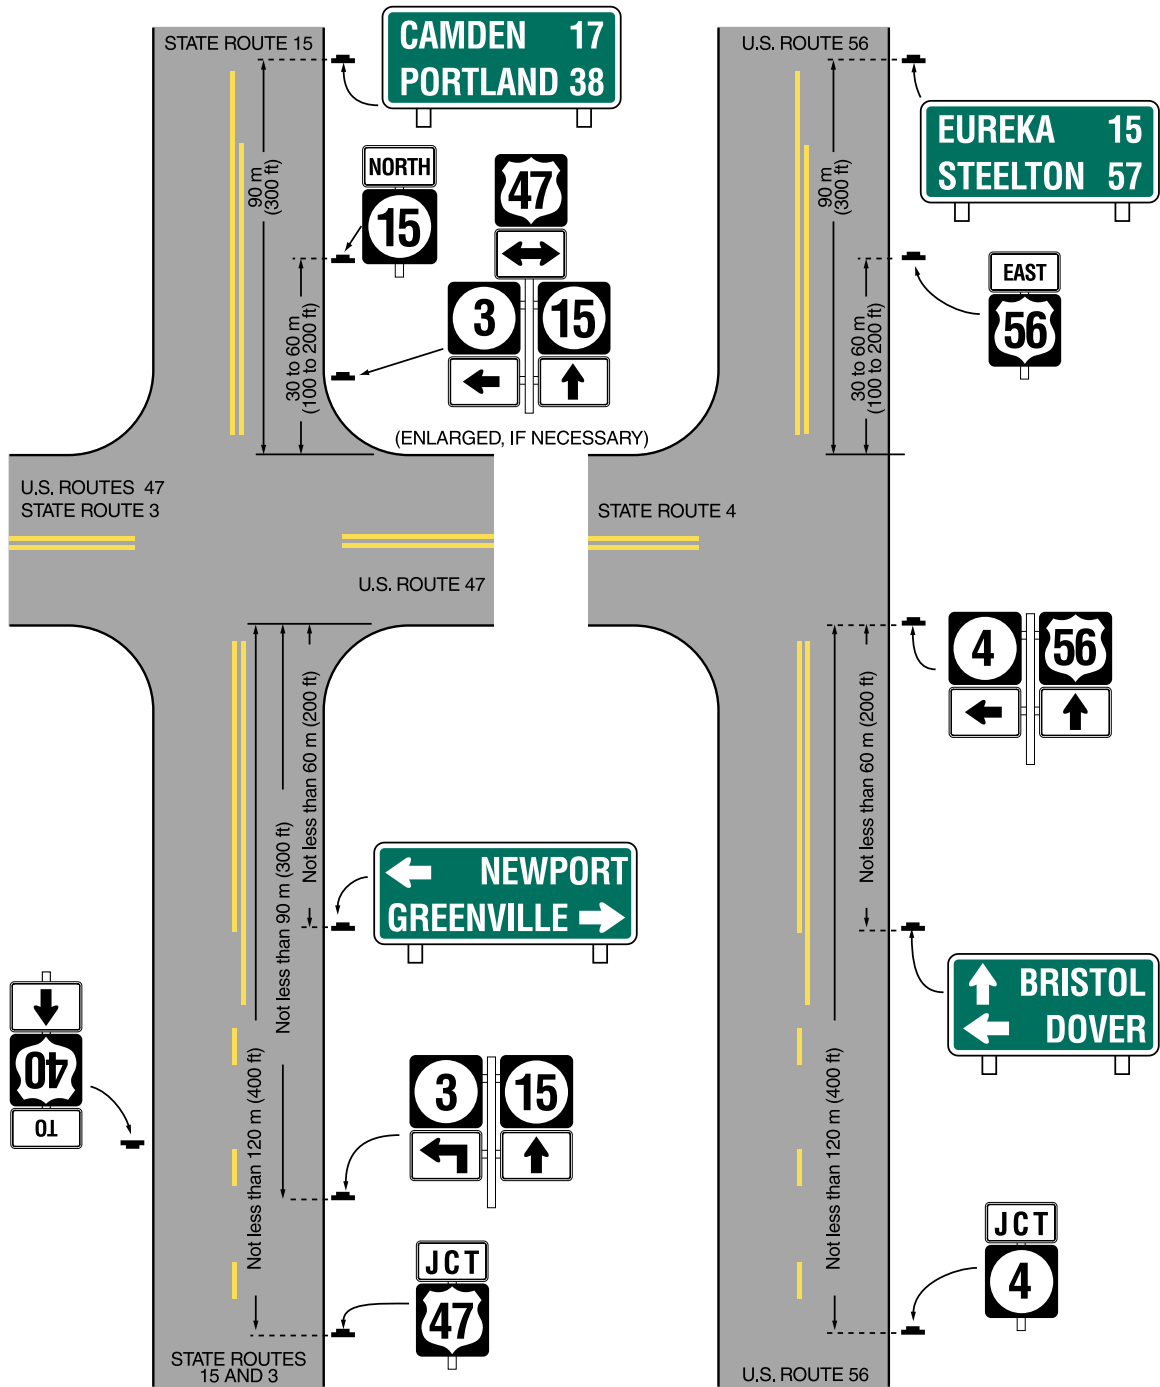 STATE ROUTE 15
CAMDEN 17
PORTLAND 38
90 m
(300 ft)
NORTH
15
47
3
15
30 to 60 m
(100 to 200 ft)
(ENLARGED, IF NECESSARY)
U.S. ROUTES 47
STATE ROUTE 3
U.S. ROUTE 47
Not less than 60 m (200 ft)
Not less than 90 m (300 ft)
Not less than 120 m (400 ft)
NEWPORT
GREENVILLE
40
TO
3
15
JCT
47
STATE ROUTES
15 AND 3
U.S. ROUTE 56
EUREKA 15
STEELTON 57
90 m
(300 ft)
EAST
56
30 to 60 m
(100 to 200 ft)
STATE ROUTE 4
4
56
Not less than 60 m (200 ft)
BRISTOL
DOVER
Not less than 120 m (400 ft)
JCT
4
U.S. ROUTE 56